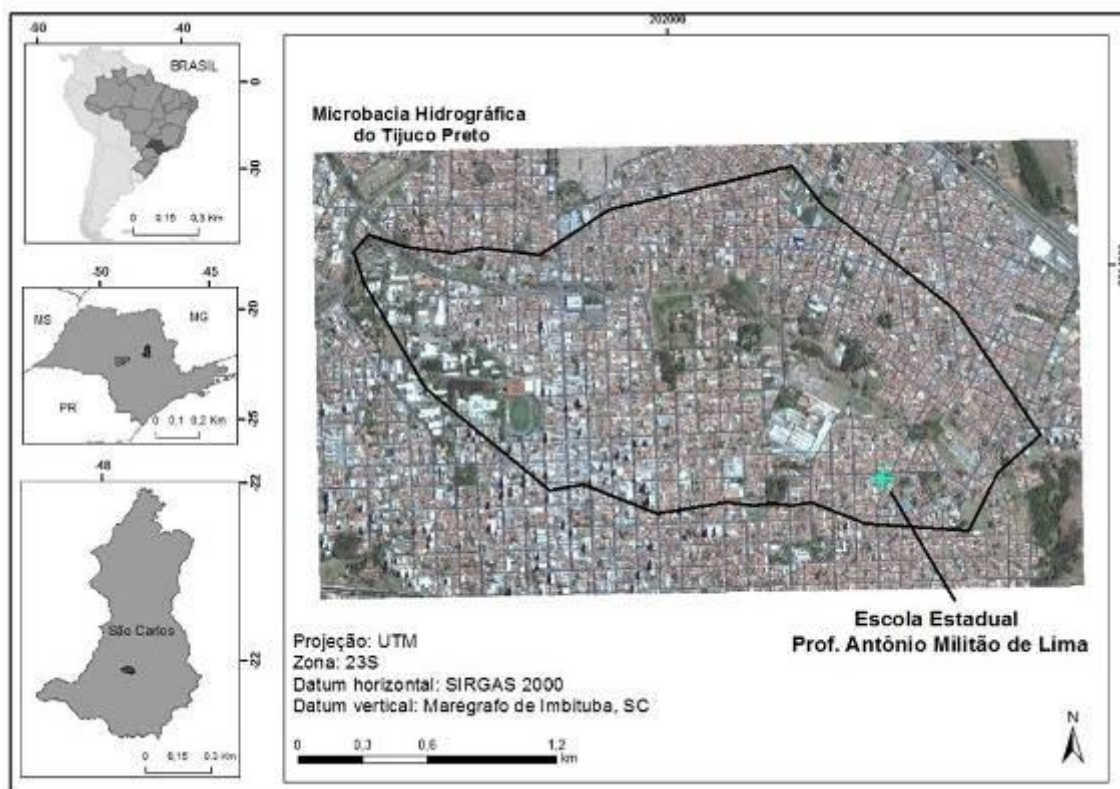 -60
-40
BRASIL
0
-30
0 0,15 0,3 Km
-50
-45
MS
MG
-20
SP
PR
-25
0 0,1 0,2 Km
-48
-22
São Carlos
-22
0 0,15 0,3 Km
202000
Microbacia Hidrográfica
do Tijuco Preto
Escola Estadual
Prof. Antônio Militão de Lima
Projeção: UTM
Zona: 23S
Datum horizontal: SIRGAS 2000
Datum vertical: Marégrafo de Imbituba, SC
0 0,3 0,6 1,2
km
N